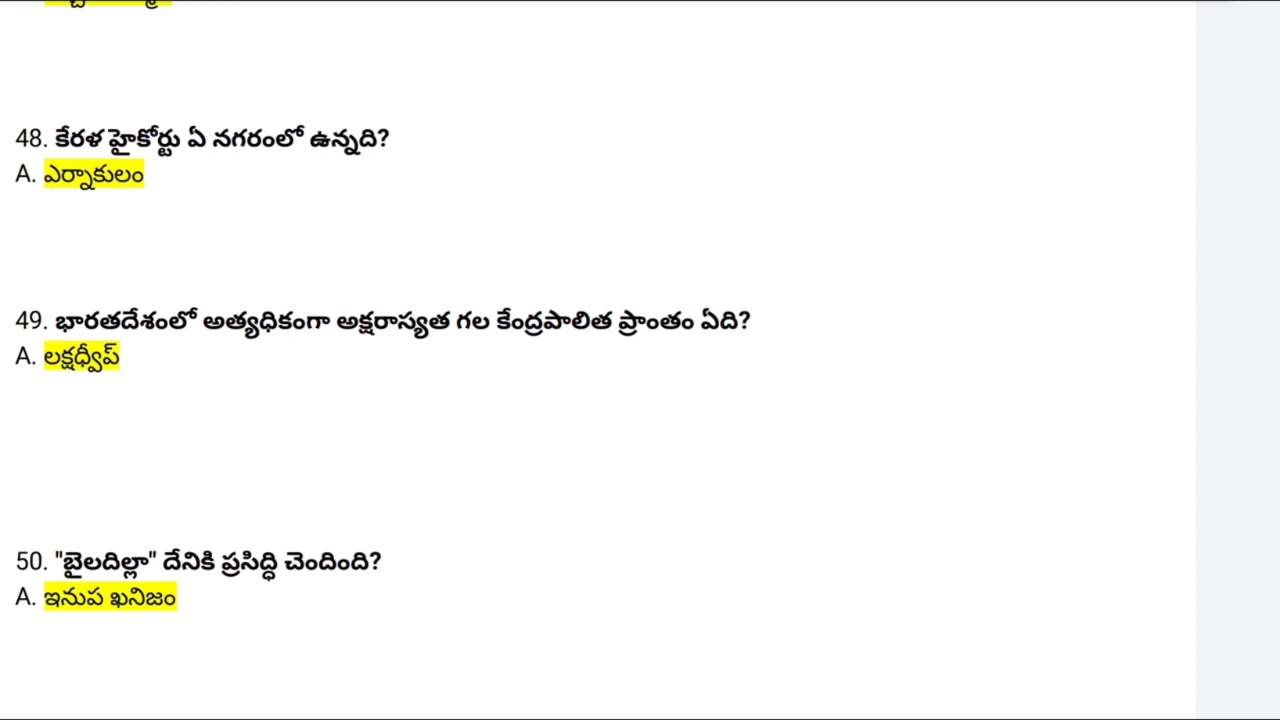 48. కేరళ హైకోర్టు ఏ నగరంలో ఉన్నది?
A. ఎర్నాకులం
49. భారతదేశంలో అత్యధికంగా అక్షరాస్యత గల కేంద్రపాలిత ప్రాంతం ఏది?
A. లక్షధ్వీప్
50. "బైలదిల్లా" దేనికి ప్రసిద్ధి చెందింది?
A. ఇనుప ఖనిజం